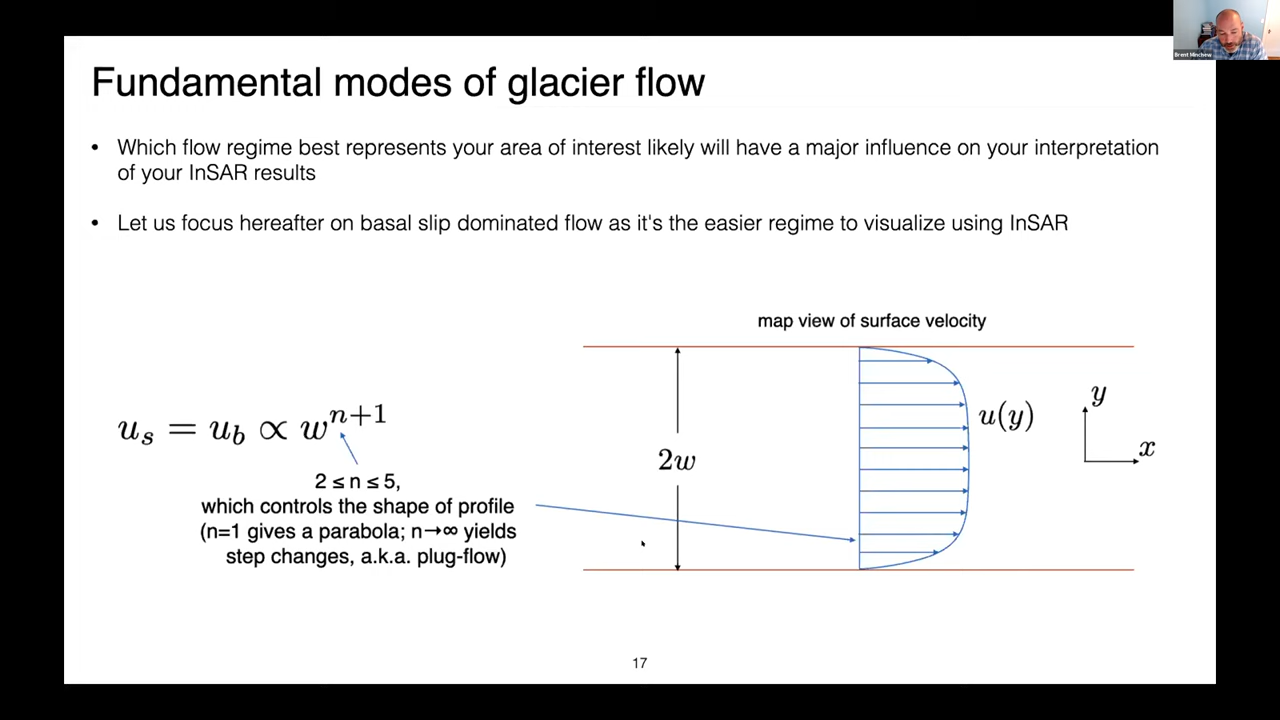 Brent Minchew
Fundamental modes of glacier flow
• Which flow regime best represents your area of interest likely will have a major influence on your interpretation
of your InSAR results
• Let us focus hereafter on basal slip dominated flow as it's the easier regime to visualize using InSAR
map view of surface velocity
y
u(y)
x
u_s = u_b ∝ w^{n+1}
2w
2 ≤ n ≤ 5,
which controls the shape of profile
(n=1 gives a parabola; n→∞ yields
step changes, a.k.a. plug-flow)
17